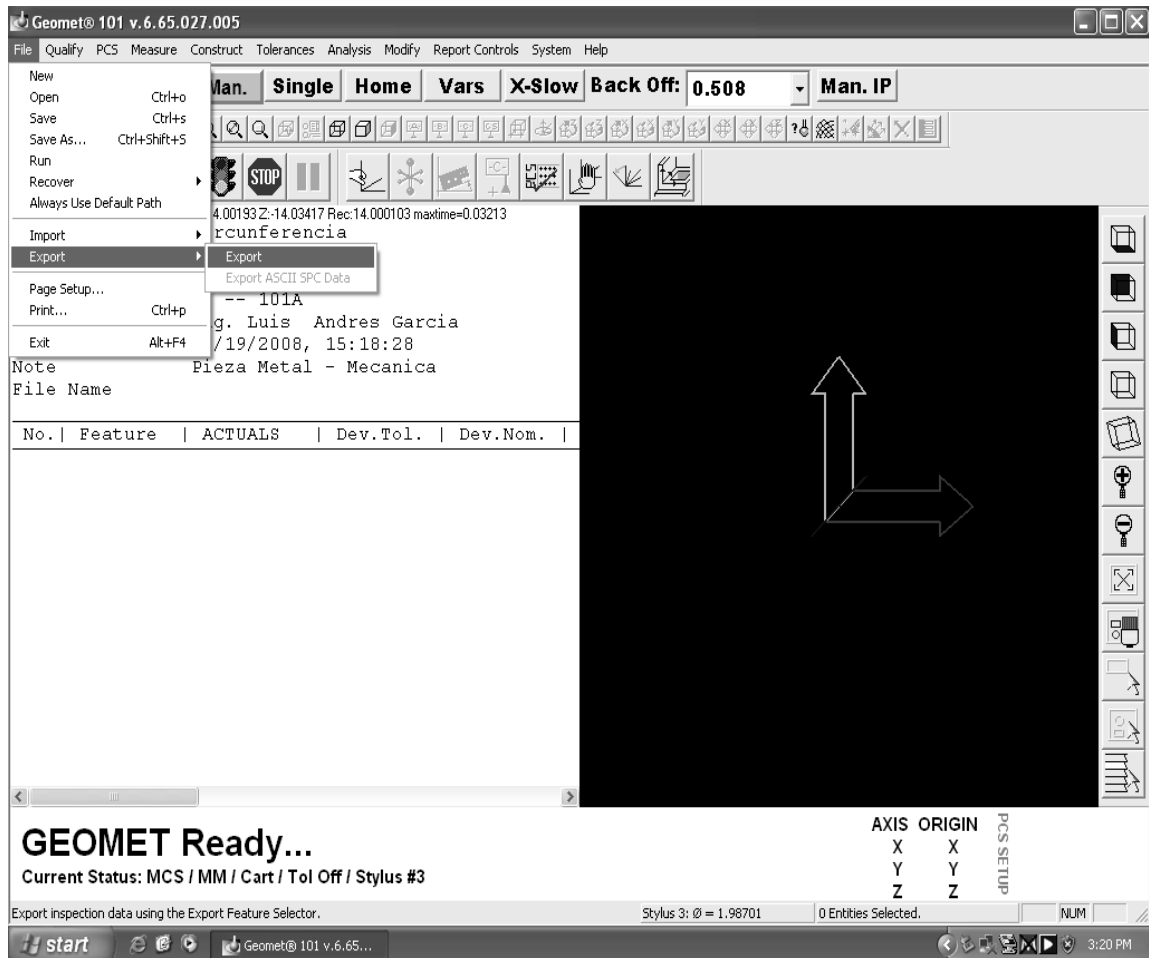 Geomet® 101 v.6.65.027.005
File Qualify PCS Measure Construct Tolerances Analysis Modify Report Controls System Help
New
Open Ctrl+o
Save Ctrl+s
Save As... Ctrl+Shift+S
Run
Recover
Always Use Default Path
Import
Export
Page Setup...
Print... Ctrl+p
Exit Alt+F4
Export
Export ASCII SPC Data
Man. Single Home Vars X-Slow Back Off: 0.508 Man. IP
STOP
-C-
4.00193 Z:-14.03417 Rec:14.000103 maxtime=0.03213
rcunferencia
-- 101A
g. Luis Andres Garcia
/19/2008, 15:18:28
Note Pieza Metal - Mecanica
File Name
No.| Feature | ACTUALS | Dev.Tol. | Dev.Nom. |
GEOMET Ready...
Current Status: MCS / MM / Cart / Tol Off / Stylus #3
AXIS ORIGIN
X X
Y Y
Z Z
PCS SETUP
Export inspection data using the Export Feature Selector.
Stylus 3: Ø = 1.98701
0 Entities Selected.
NUM
start
Geomet® 101 v.6.65...
3:20 PM